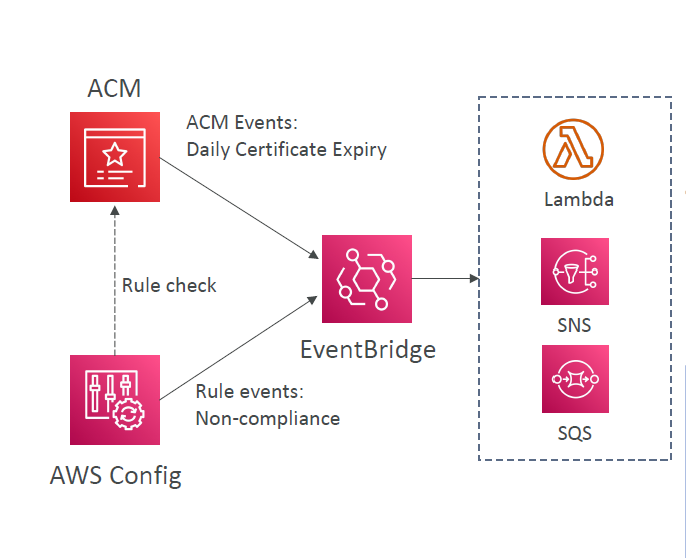 ACM
ACM Events:
Daily Certificate Expiry
Lambda
Rule check
SNS
EventBridge
Rule events:
Non-compliance
SQS
AWS Config